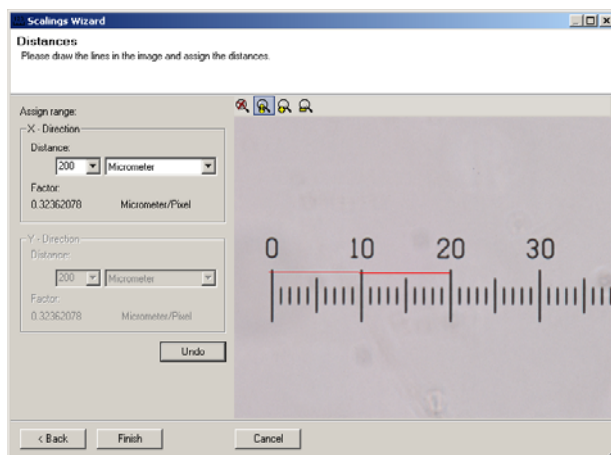 Scalings Wizard
Distances
Please draw the lines in the image and assign the distances.
Assign range:
X - Direction
Distance:
200 Micrometer
Factor:
0.32362078 Micrometer/Pixel
Y - Direction
Distance:
200 Micrometer
Factor:
0.32362078 Micrometer/Pixel
Undo
0 10 20 30
< Back Finish Cancel